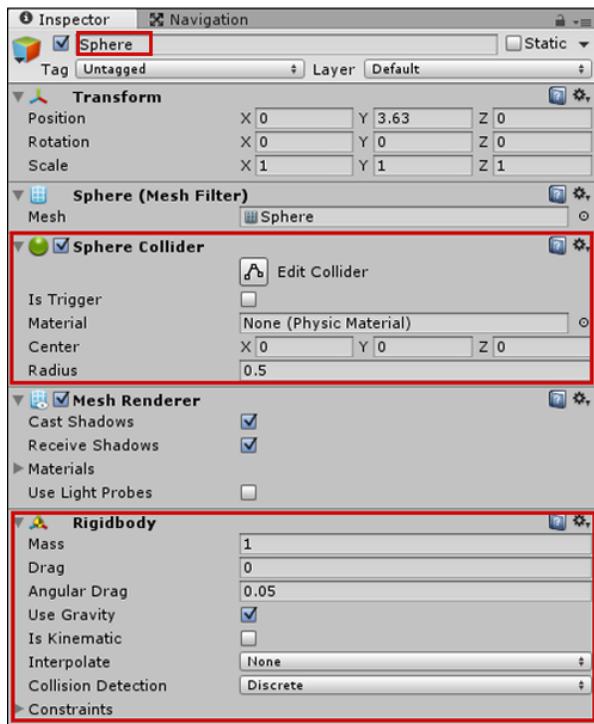 Inspector Navigation
Sphere Static
Tag Untagged Layer Default
Transform
Position X 0 Y 3.63 Z 0
Rotation X 0 Y 0 Z 0
Scale X 1 Y 1 Z 1
Sphere (Mesh Filter)
Mesh Sphere
Sphere Collider
Edit Collider
Is Trigger
Material None (Physic Material)
Center X 0 Y 0 Z 0
Radius 0.5
Mesh Renderer
Cast Shadows
Receive Shadows
Materials
Use Light Probes
Rigidbody
Mass 1
Drag 0
Angular Drag 0.05
Use Gravity
Is Kinematic
Interpolate None
Collision Detection Discrete
Constraints